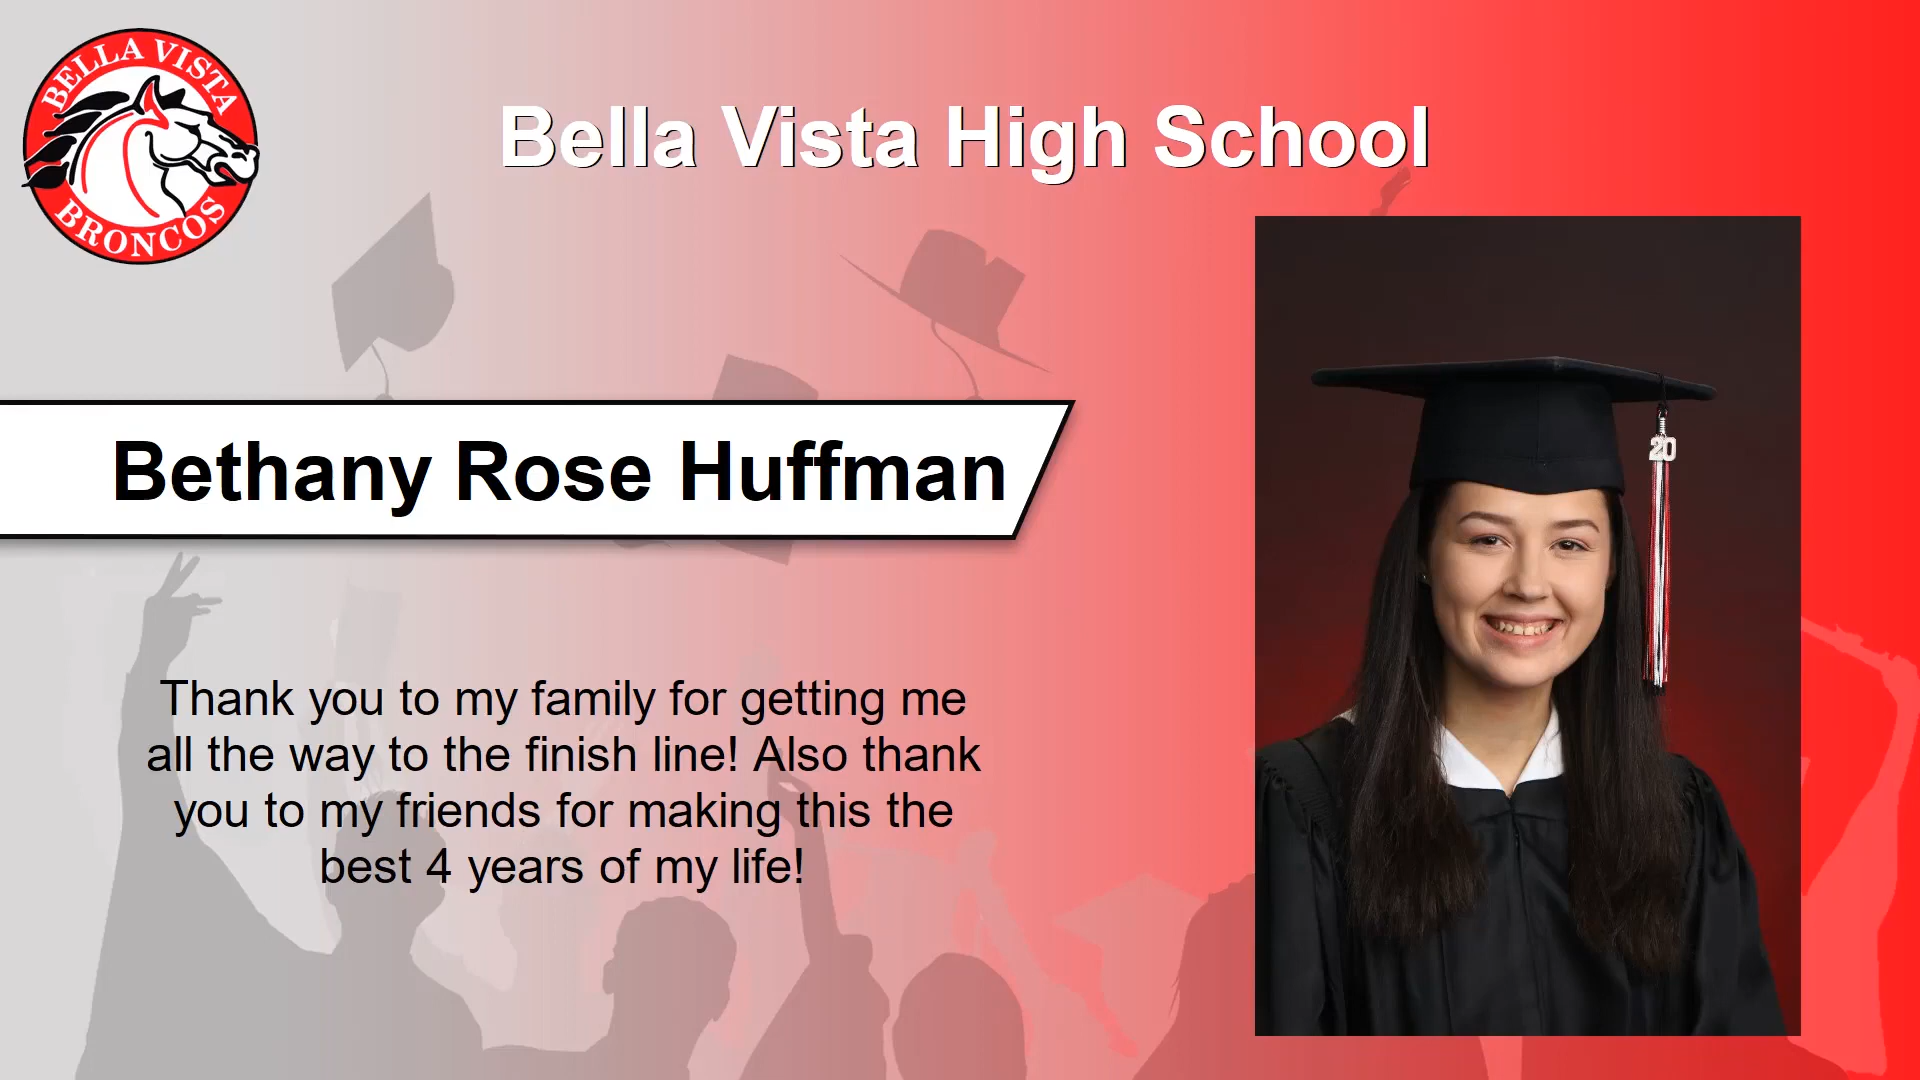 BELLA VISTA
BRONCOS
Bella Vista High School
Bethany Rose Huffman
20
Thank you to my family for getting me
all the way to the finish line! Also thank
you to my friends for making this the
best 4 years of my life!